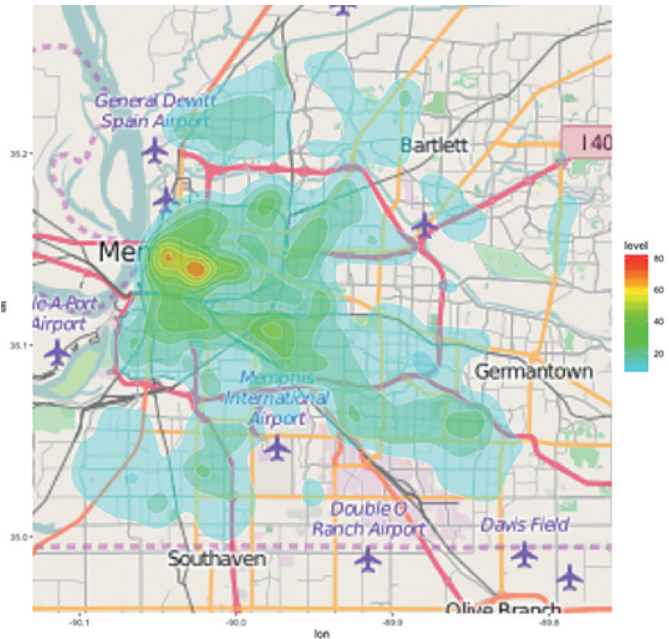 General Dewitt
Spain Airport
Bartlett
I 40
35.2
Mem
le-A-Port
Airport
35.1
Memphis
International
Airport
Germantown
Double O
Ranch Airport
Davis Field
35.0
Southaven
Olive Branch
-90.1
-90.0
-89.9
-89.8
lon
level
80
60
40
20